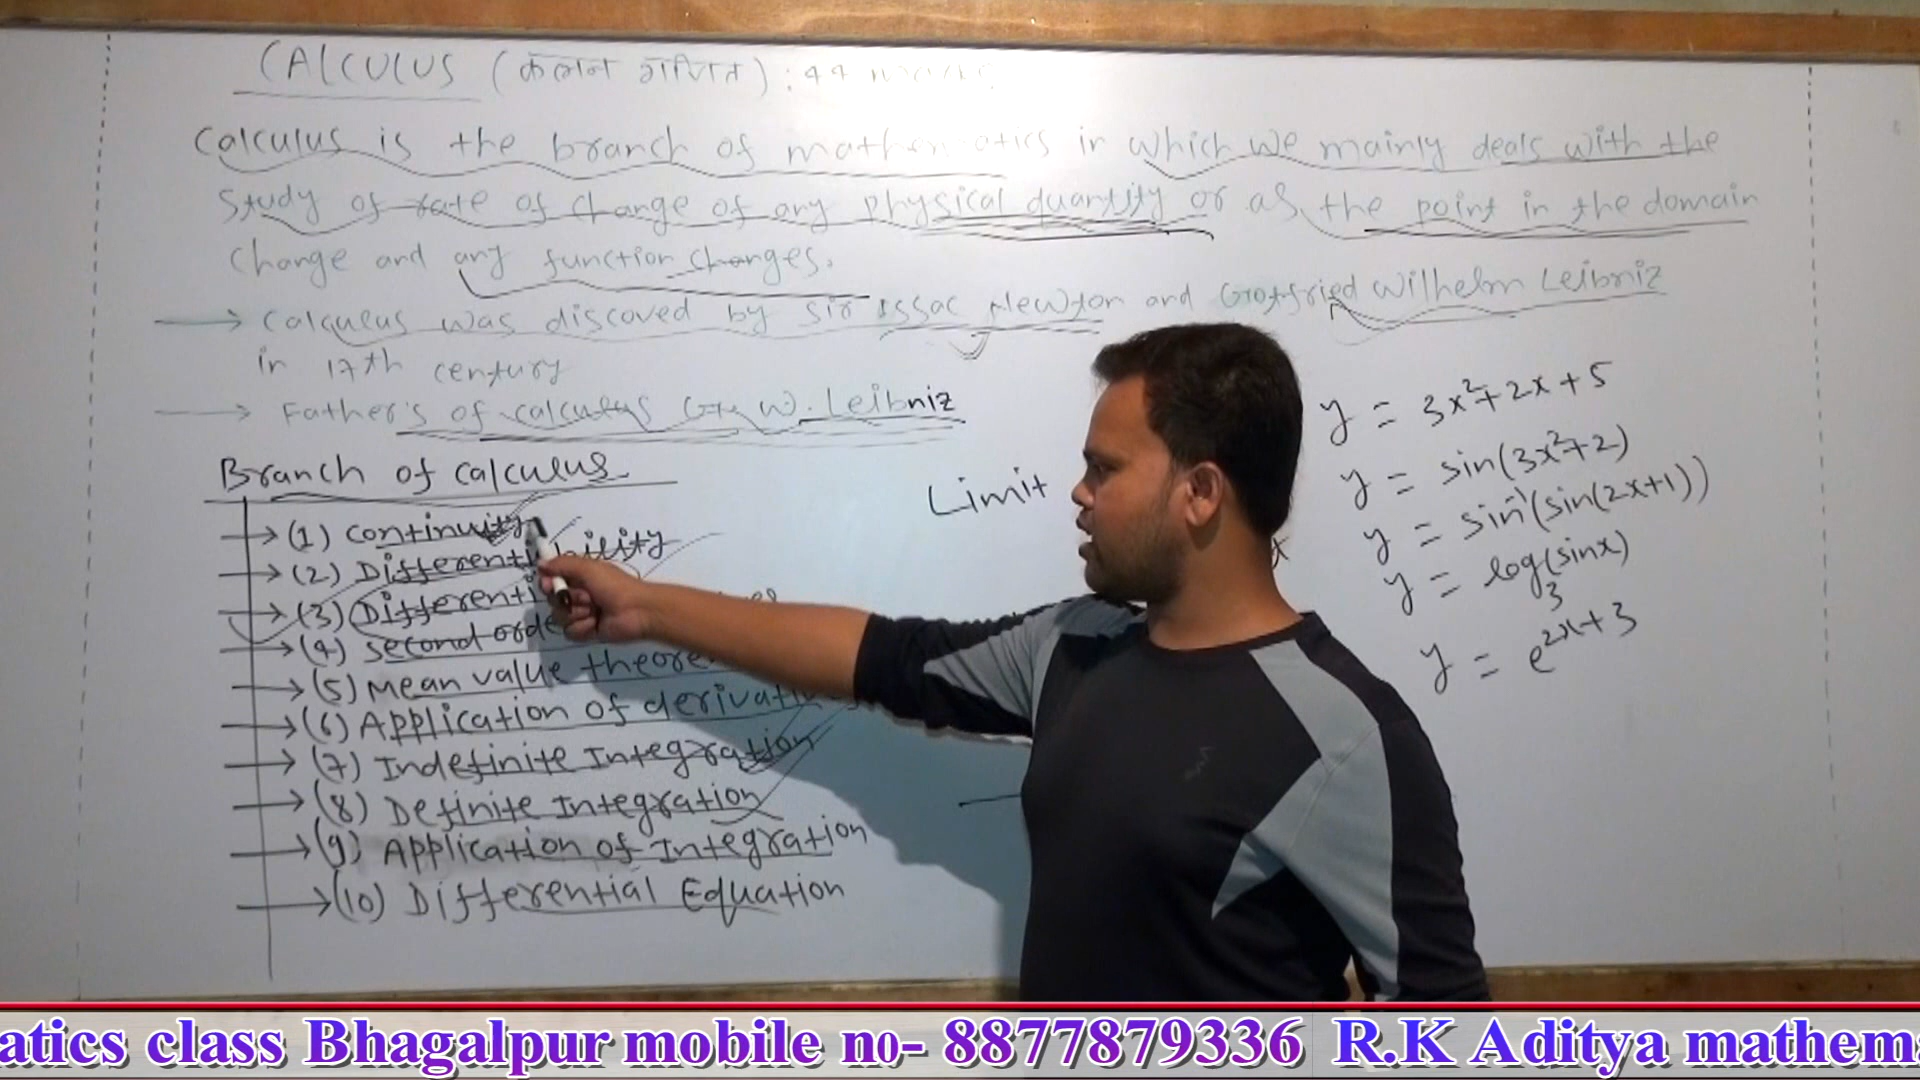 CALCULUS (कलन गणित) : 44 marks.
Calculus is the branch of mathematics in which we mainly deals with the
study of rate of change of any physical quantity or as the point in the domain
change and any function changes.
→ Calculus was discoved by sir Issac Newton and Gottfried Wilhelm Leibniz
in 17th century
→ Father's of calculus G. W. Leibniz
Branch of calculus
→ (1) continuity
→ (2) Differentiability
→ (3) Differenti
→ (4) second orde
→ (5) Mean value theore
→ (6) Application of derivati
→ (7) Indefinite Integration
→ (8) Definite Integration
→ (9) Application of Integration
→ (10) Differential Equation
Limit
y = 3x²+2x+5
y = sin(3x²+2)
y = sin⁻¹(sin(2x+1))
y = log₃(sinx)
y = e^{2x+3}
atics class Bhagalpur mobile no- 8877879336 R.K Aditya mathema